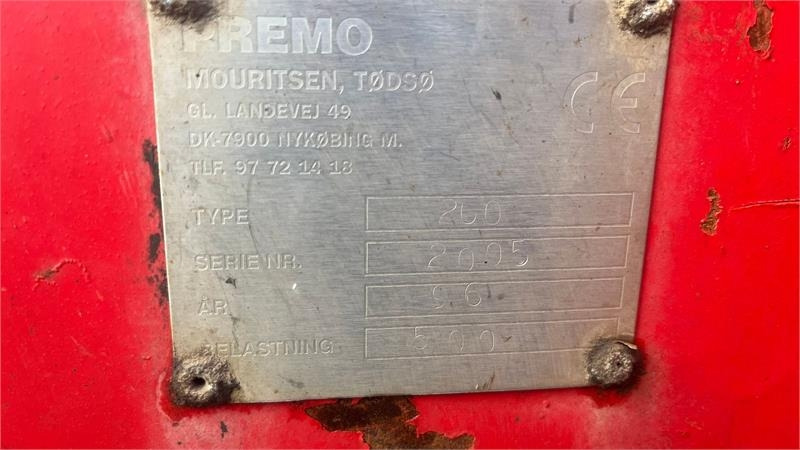 PREMO
MOURITSEN, TØDSØ
GL. LANDEVEJ 49
DK-7900 NYKØBING M.
TLF. 97 72 14 18
CE
TYPE 260
SERIE NR. 2005
ÅR 96
BELASTNING 500